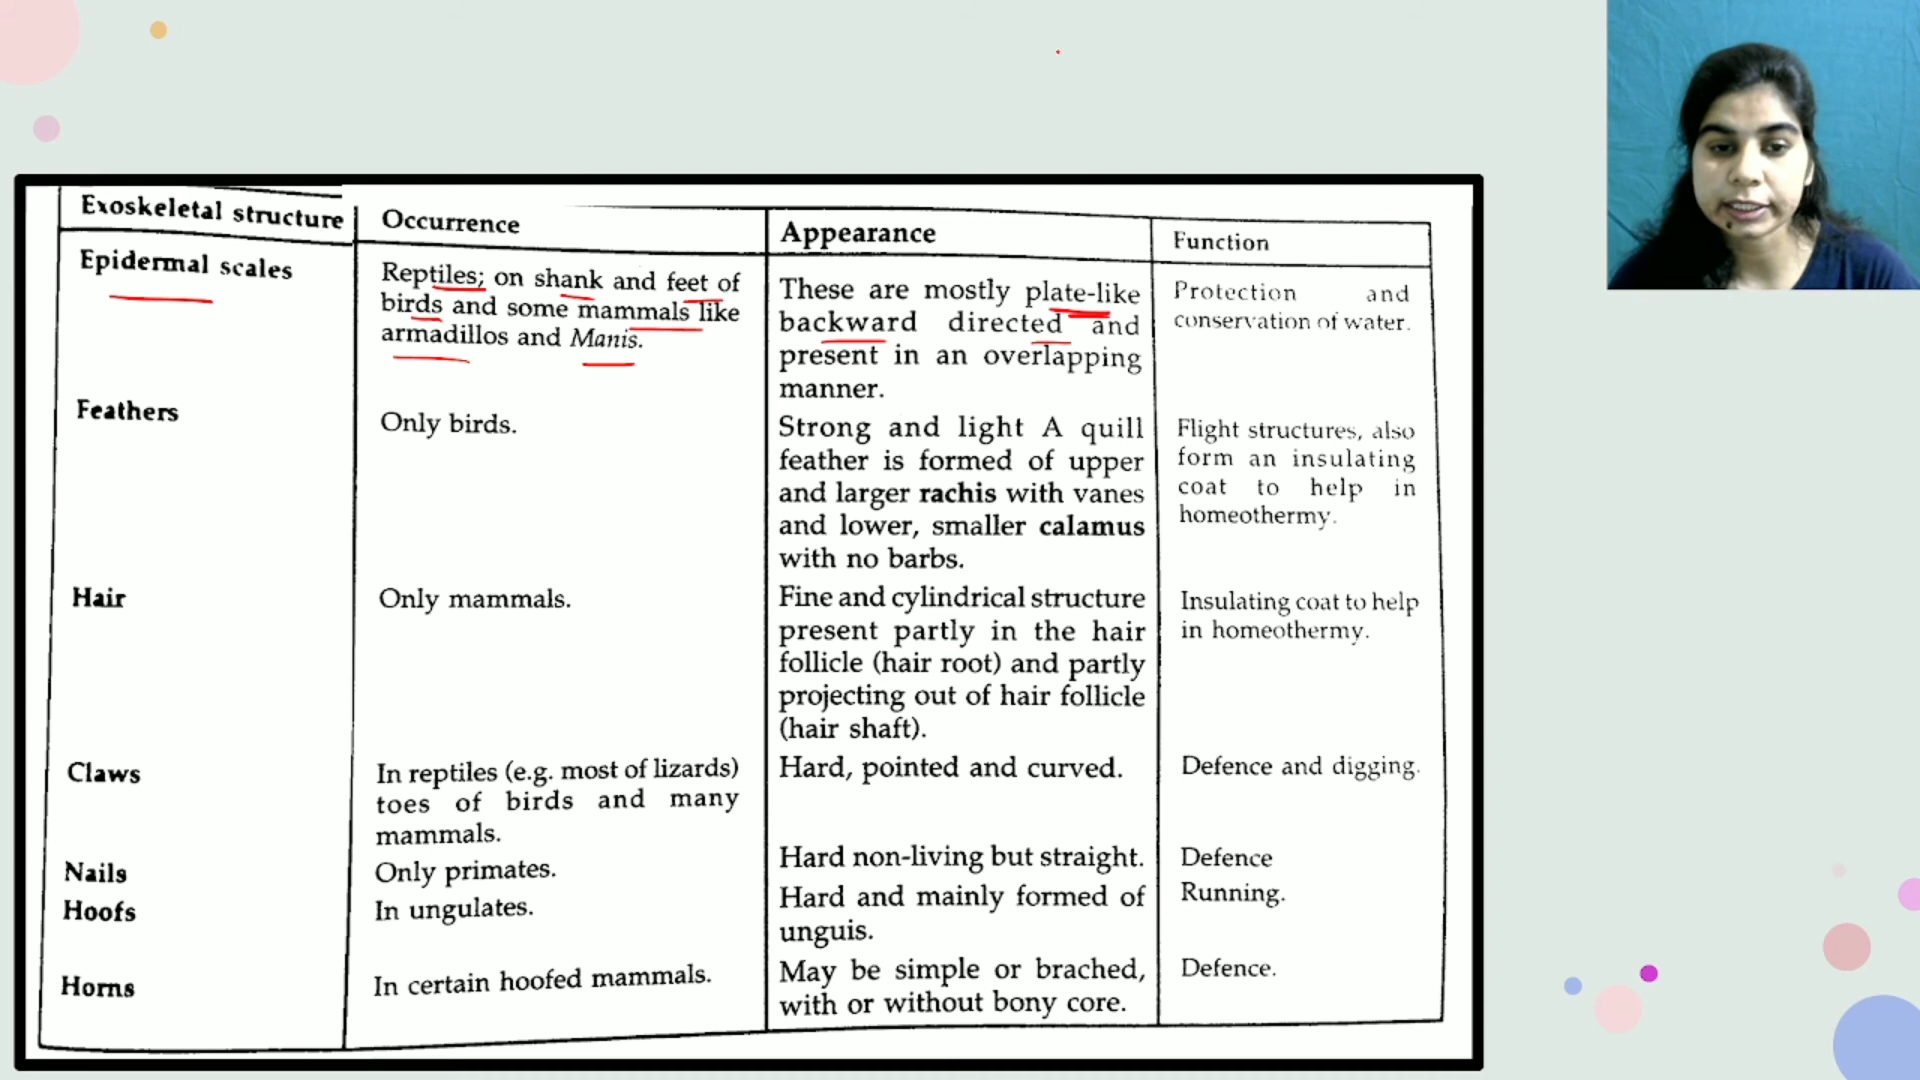 Exoskeletal structure
Occurrence
Appearance
Function
Epidermal scales
Reptiles; on shank and feet of
birds and some mammals like
armadillos and Manis.
These are mostly plate-like
backward directed and
present in an overlapping
manner.
Protection and
conservation of water.
Feathers
Only birds.
Strong and light A quill
feather is formed of upper
and larger rachis with vanes
and lower, smaller calamus
with no barbs.
Flight structures, also
form an insulating
coat to help in
homeothermy.
Hair
Only mammals.
Fine and cylindrical structure
present partly in the hair
follicle (hair root) and partly
projecting out of hair follicle
(hair shaft).
Insulating coat to help
in homeothermy.
Claws
In reptiles (e.g. most of lizards)
toes of birds and many
mammals.
Hard, pointed and curved.
Defence and digging.
Nails
Only primates.
Hard non-living but straight.
Defence
Hoofs
In ungulates.
Hard and mainly formed of
unguis.
Running.
Horns
In certain hoofed mammals.
May be simple or brached,
with or without bony core.
Defence.